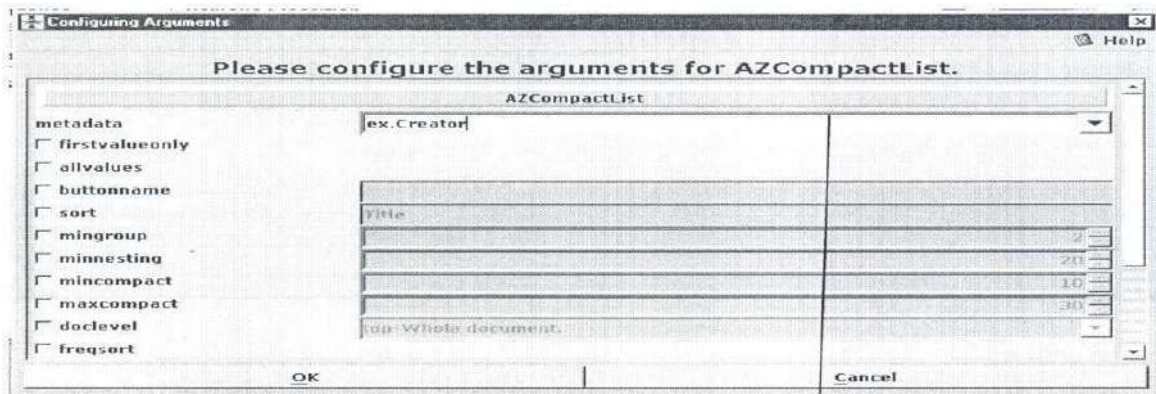 Configuring Arguments
Help
Please configure the arguments for AZCompactList.
AZCompactList
metadata ex.Creator
firstvalueonly
allvalues
buttonname
sort Title
mingroup 2
minnesting 20
mincompact 10
maxcompact 30
doclevel top-Whole document.
freqsort
OK Cancel